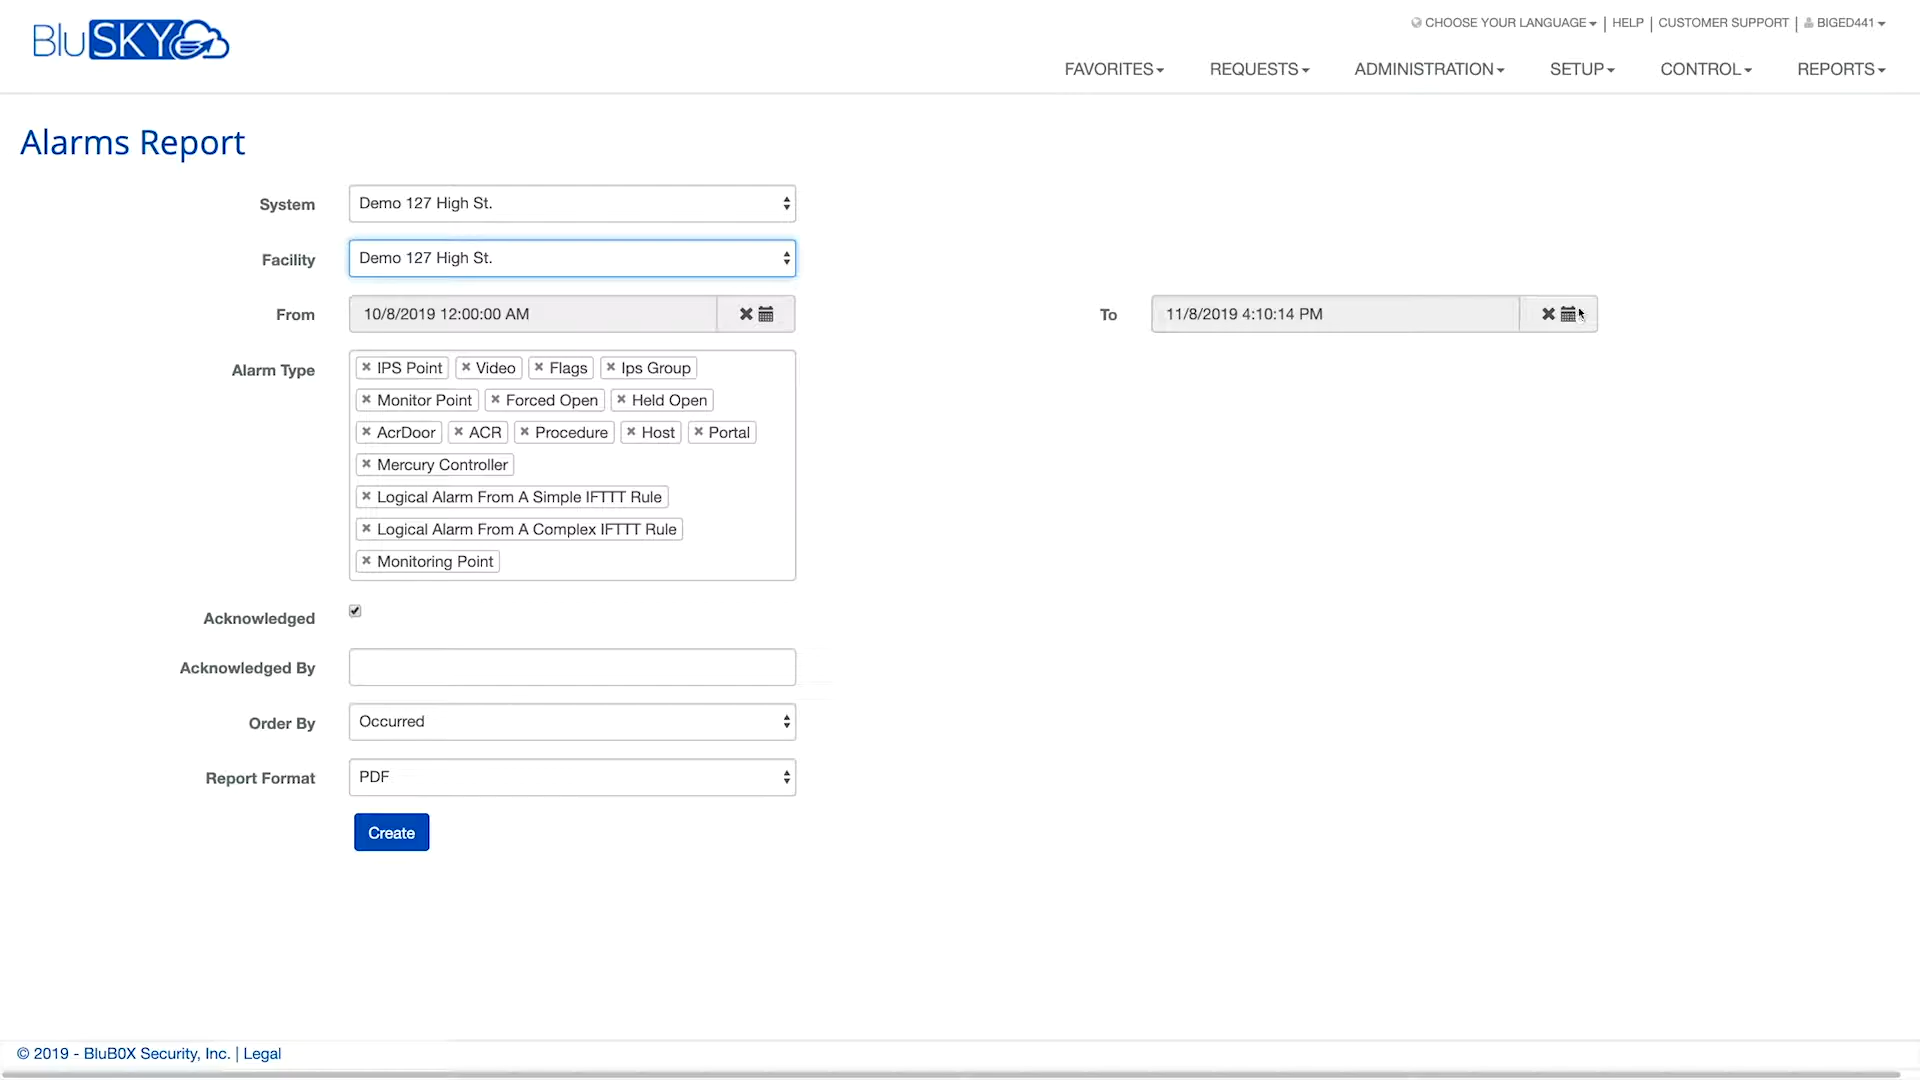 BluSKY
CHOOSE YOUR LANGUAGE | HELP | CUSTOMER SUPPORT | BIGED441
FAVORITES REQUESTS ADMINISTRATION SETUP CONTROL REPORTS
Alarms Report
System Demo 127 High St.
Facility Demo 127 High St.
From 10/8/2019 12:00:00 AM To 11/8/2019 4:10:14 PM
Alarm Type × IPS Point × Video × Flags × Ips Group
× Monitor Point × Forced Open × Held Open
× AcrDoor × ACR × Procedure × Host × Portal
× Mercury Controller
× Logical Alarm From A Simple IFTTT Rule
× Logical Alarm From A Complex IFTTT Rule
× Monitoring Point
Acknowledged
Acknowledged By
Order By Occurred
Report Format PDF
Create
© 2019 - BluB0X Security, Inc. | Legal